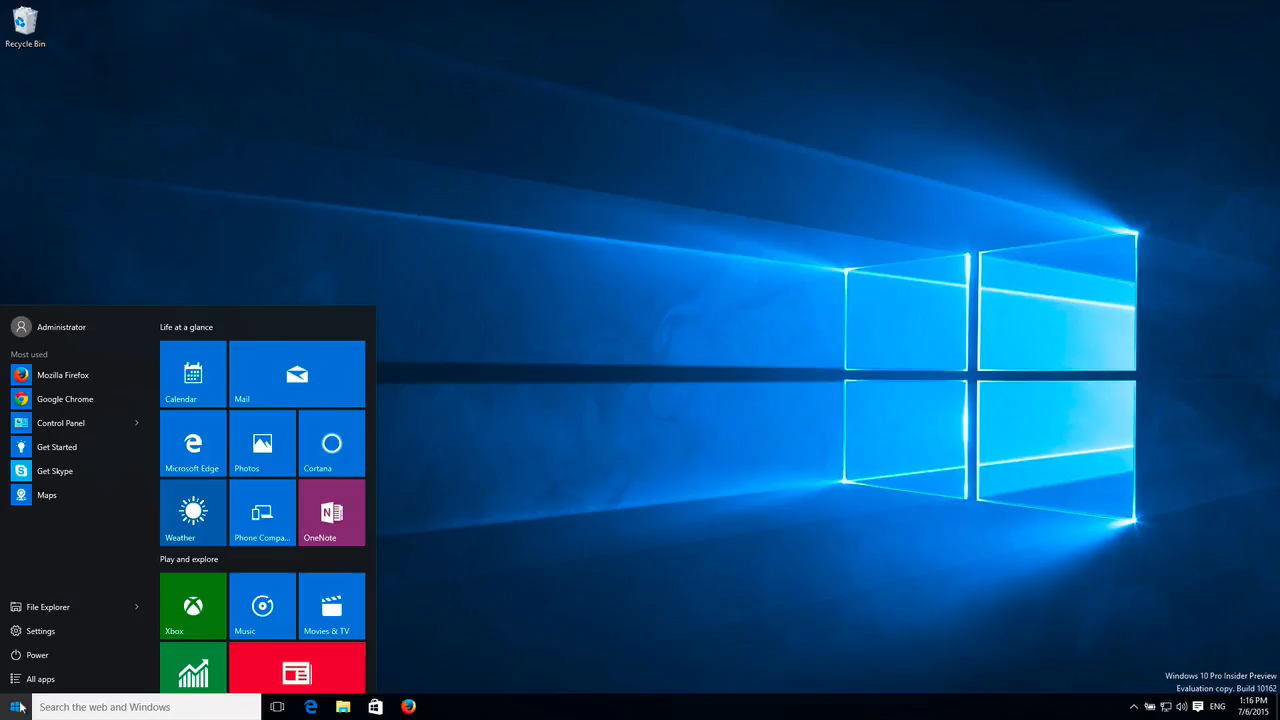 Recycle Bin
Administrator
Most used
Mozilla Firefox
Google Chrome
Control Panel
Get Started
Get Skype
Maps
File Explorer
Settings
Power
All apps
Life at a glance
Calendar
Mail
Microsoft Edge
Photos
Cortana
Weather
Phone Compa...
OneNote
Play and explore
Xbox
Music
Movies & TV
Windows 10 Pro Insider Preview
Evaluation copy. Build 10162
Search the web and Windows
ENG
1:16 PM
7/6/2015